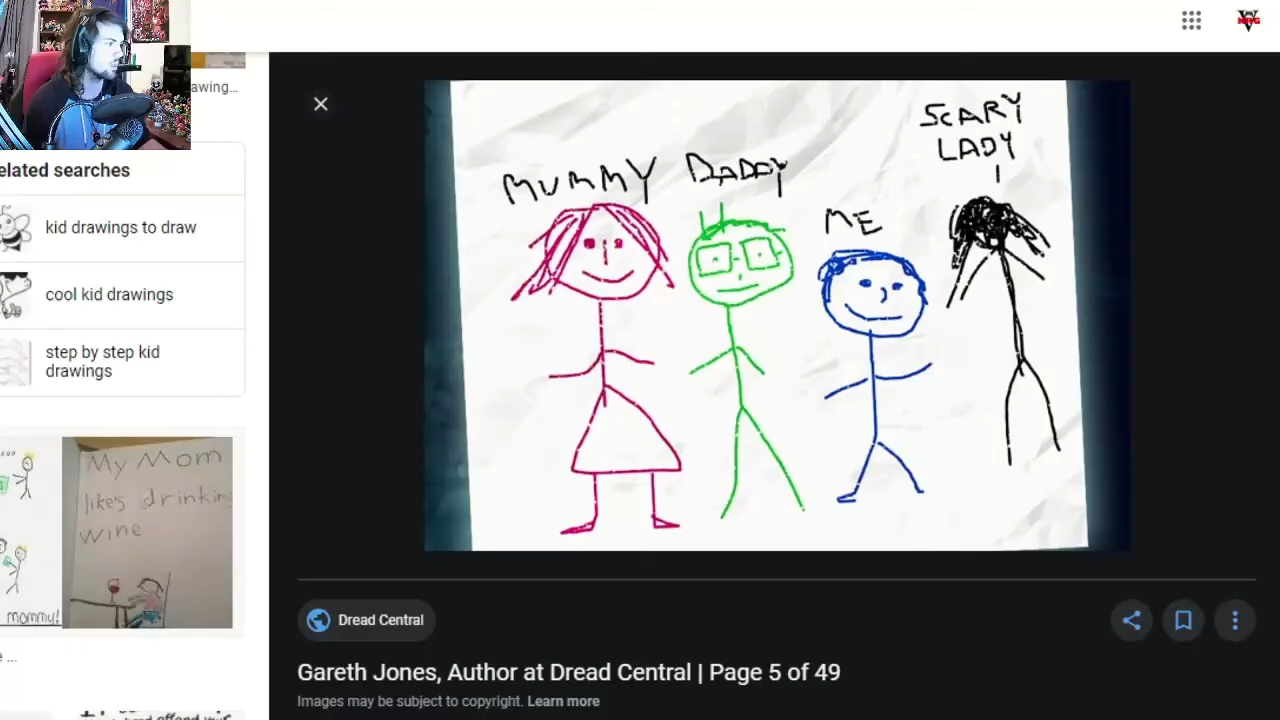 awing...
elated searches
kid drawings to draw
cool kid drawings
step by step kid
drawings
My Mom
likes drinking
wine
mommy!
e ...
MUMMY DADDY
ME
SCARY
LADY
Dread Central
Gareth Jones, Author at Dread Central | Page 5 of 49
Images may be subject to copyright. Learn more